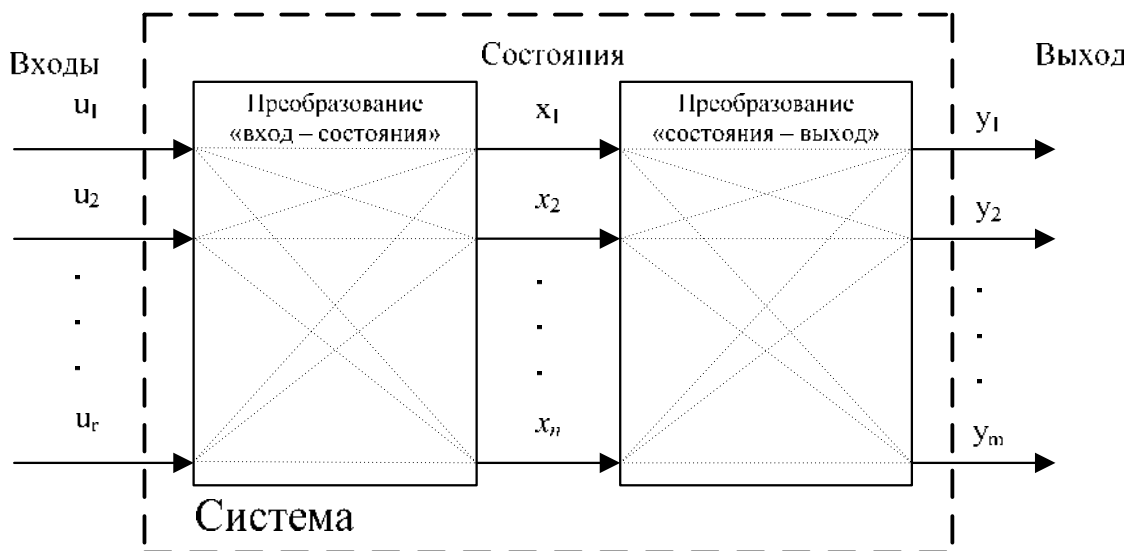 Состояния
Входы
Выход
Преобразование
«вход – состояния»
Преобразование
«состояния – выход»
u₁
x₁
y₁
u₂
x₂
y₂
uᵣ
xₙ
yₘ
Система